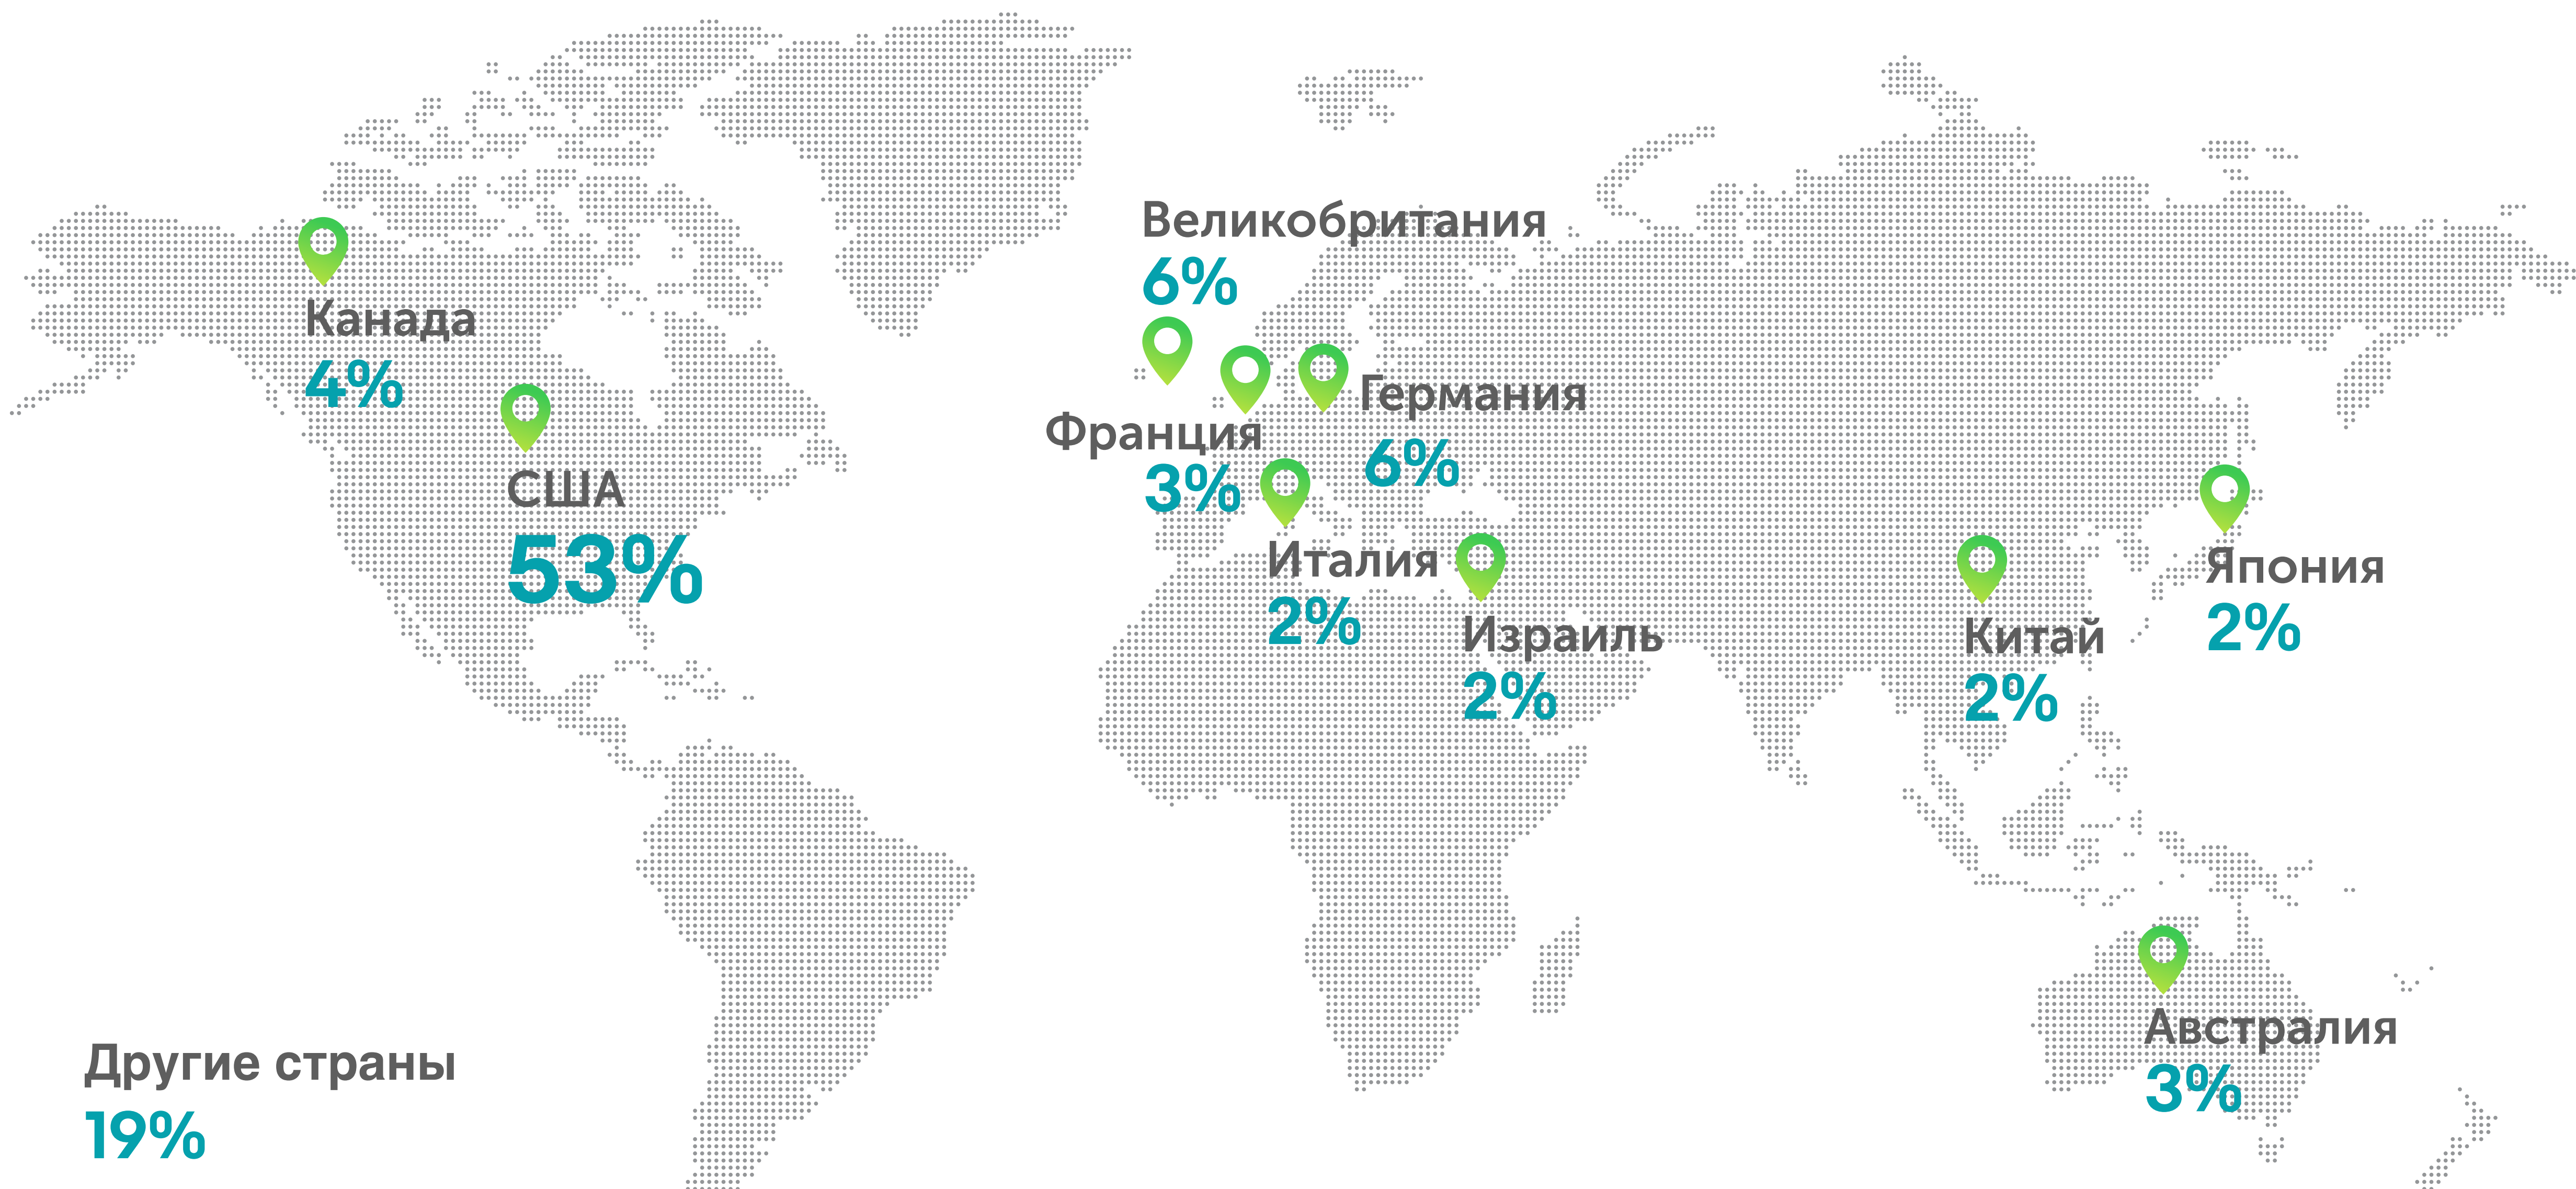 Великобритания
6%
Канада
4%
США
53%
Франция
3%
Германия
6%
Италия
2%
Израиль
2%
Китай
2%
Япония
2%
Австралия
3%
Другие страны
19%